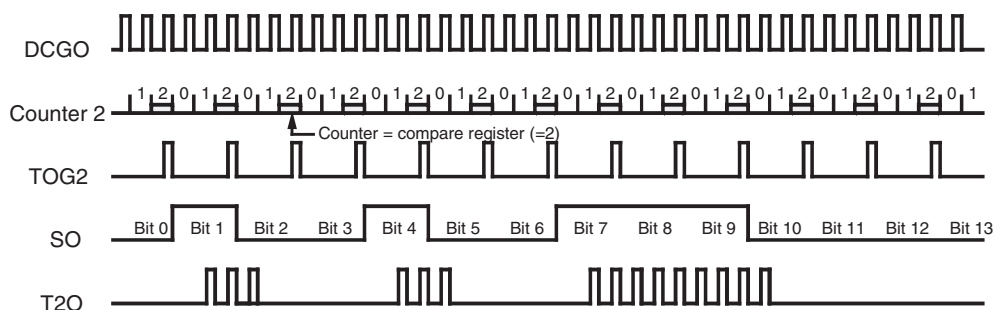 DCGO
1 2 0 1 2 0 1 2 0 1 2 0 1 2 0 1 2 0 1 2 0 1 2 0 1 2 0 1 2 0 1 2 0 1 2 0 1 2 0 1
Counter 2
Counter = compare register (=2)
TOG2
SO
Bit 0 Bit 1 Bit 2 Bit 3 Bit 4 Bit 5 Bit 6 Bit 7 Bit 8 Bit 9 Bit 10 Bit 11 Bit 12 Bit 13
T2O